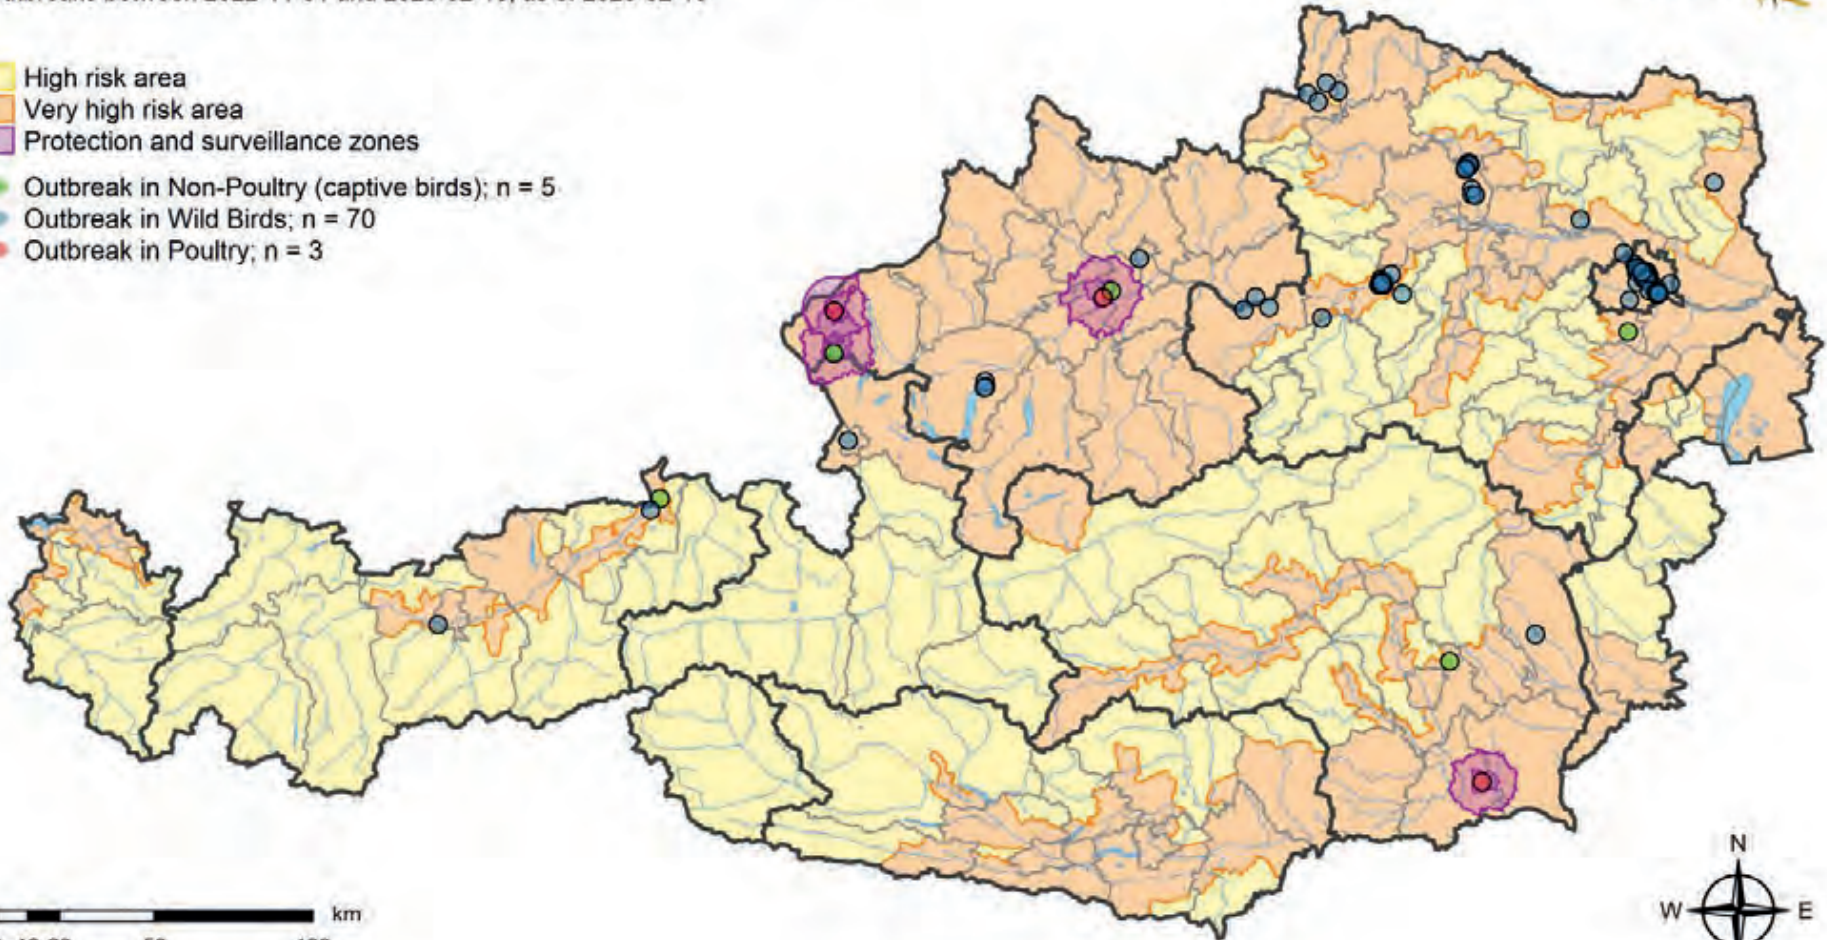 High risk area
Very high risk area
Protection and surveillance zones
Outbreak in Non-Poultry (captive birds); n = 5
Outbreak in Wild Birds; n = 70
Outbreak in Poultry; n = 3
N
W E
km